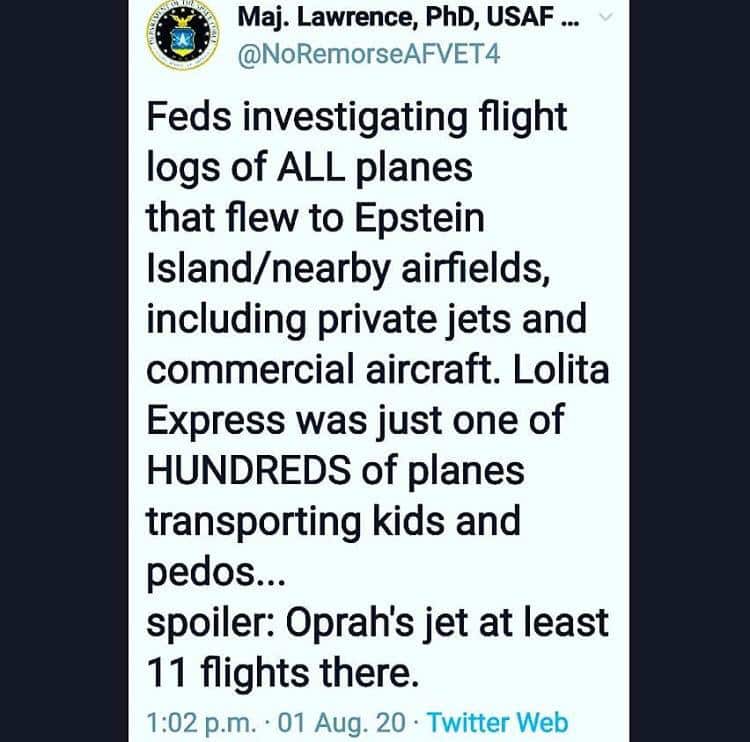 Maj. Lawrence, PhD, USAF ...
@NoRemorseAFVET4
Feds investigating flight
logs of ALL planes
that flew to Epstein
Island/nearby airfields,
including private jets and
commercial aircraft. Lolita
Express was just one of
HUNDREDS of planes
transporting kids and
pedos...
spoiler: Oprah's jet at least
11 flights there.
1:02 p.m. · 01 Aug. 20 · Twitter Web